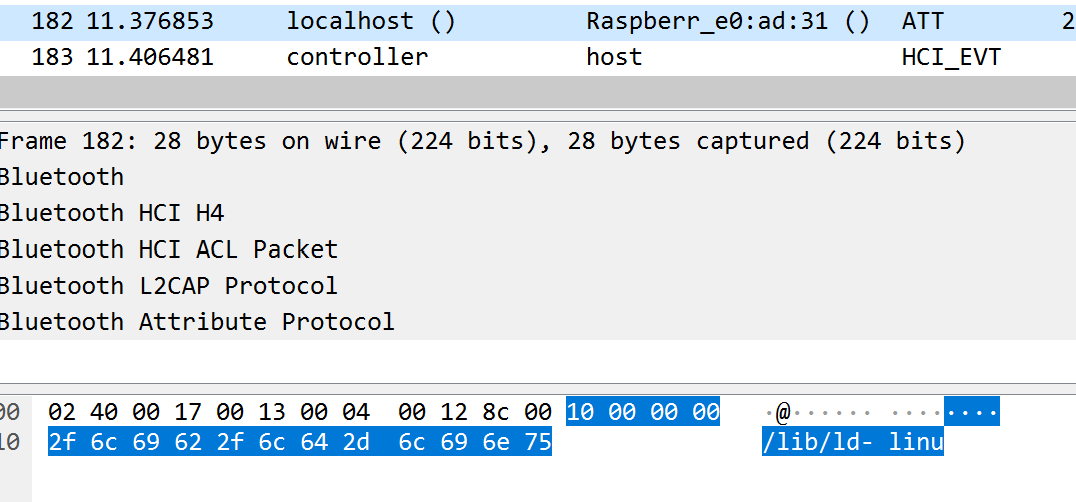 182 11.376853 localhost () Raspberr_e0:ad:31 () ATT 2
183 11.406481 controller host HCI_EVT
Frame 182: 28 bytes on wire (224 bits), 28 bytes captured (224 bits)
Bluetooth
Bluetooth HCI H4
Bluetooth HCI ACL Packet
Bluetooth L2CAP Protocol
Bluetooth Attribute Protocol
00 02 40 00 17 00 13 00 04 00 12 8c 00 10 00 00 00 ·@······ ········
10 2f 6c 69 62 2f 6c 64 2d 6c 69 6e 75 /lib/ld- linu